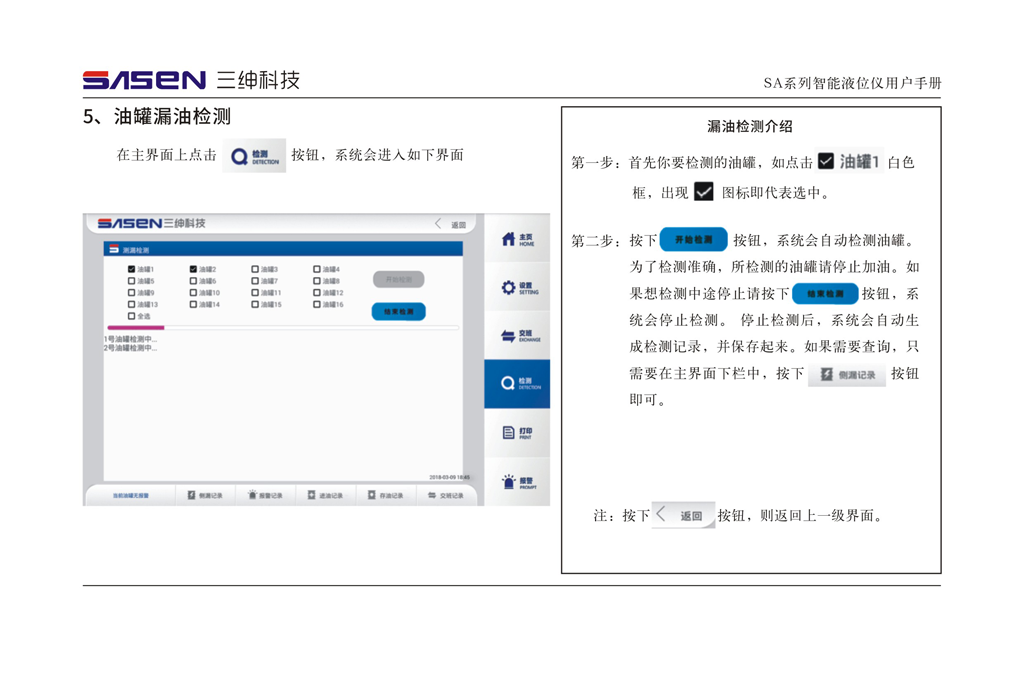 SASEN 三绅科技
SA系列智能液位仪用户手册
5、油罐漏油检测
在主界面上点击 检测 DETECTION 按钮，系统会进入如下界面
SASEN三绅科技
返回
测漏检测
油罐1 油罐2 油罐3 油罐4
油罐5 油罐6 油罐7 油罐8
油罐9 油罐10 油罐11 油罐12
油罐13 油罐14 油罐15 油罐16
全选
开始检测
结束检测
1号油罐检测中...
2号油罐检测中...
2018-03-09 18:49
当前油罐无报警 侧漏记录 报警记录 进油记录 存油记录 交班记录
主页
HOME
设置
SETTING
交班
EXCHANGE
检测
DETECTION
打印
PRINT
报警
PROMPT
漏油检测介绍
第一步：首先你要检测的油罐，如点击 油罐1 白色
框，出现 图标即代表选中。
第二步：按下 开始检测 按钮，系统会自动检测油罐。
为了检测准确，所检测的油罐请停止加油。如
果想检测中途停止请按下 结束检测 按钮，系
统会停止检测。 停止检测后，系统会自动生
成检测记录，并保存起来。如果需要查询，只
需要在主界面下栏中，按下 侧漏记录 按钮
即可。
注：按下 返回 按钮，则返回上一级界面。